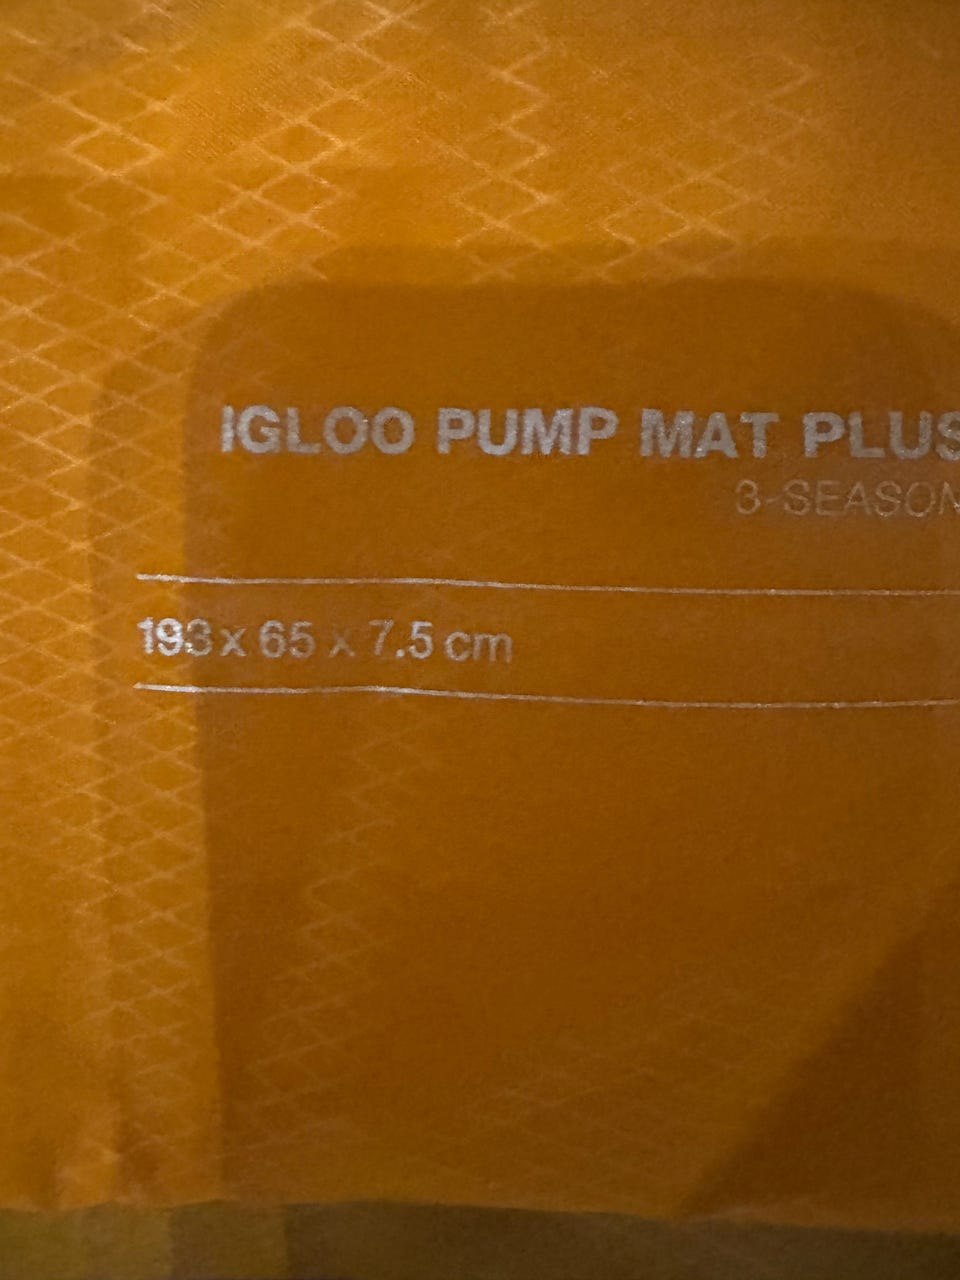 IGLOO PUMP MAT PLUS
3-SEASON
193 x 65 x 7.5 cm